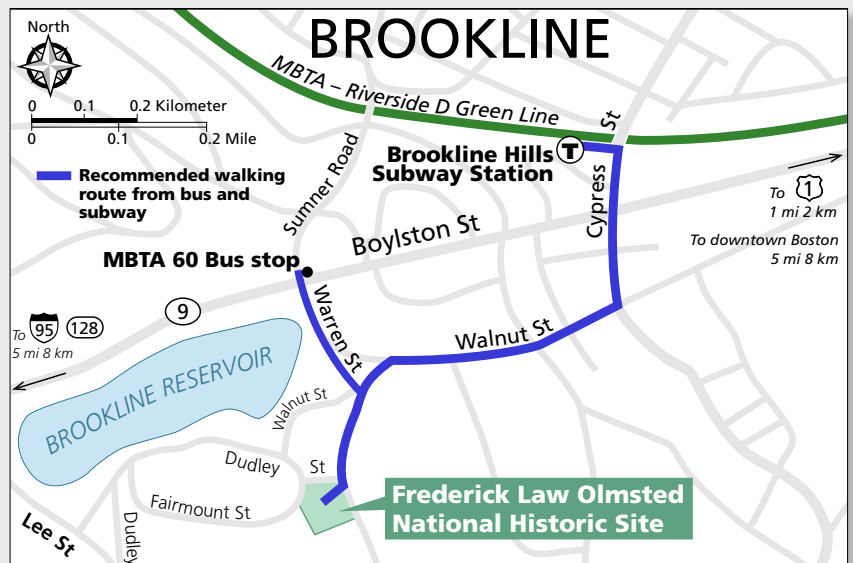 BROOKLINE
North
0 0.1 0.2 Kilometer
0 0.1 0.2 Mile
MBTA – Riverside D Green Line
Recommended walking
route from bus and
subway
Sumner Road
Brookline Hills
Subway Station
T
Cypress St
To 1
1 mi 2 km
To downtown Boston
5 mi 8 km
Boylston St
MBTA 60 Bus stop
9
To 95 128
5 mi 8 km
Warren St
Walnut St
BROOKLINE RESERVOIR
Walnut St
Dudley St
Fairmount St
Lee St
Dudley
Frederick Law Olmsted
National Historic Site